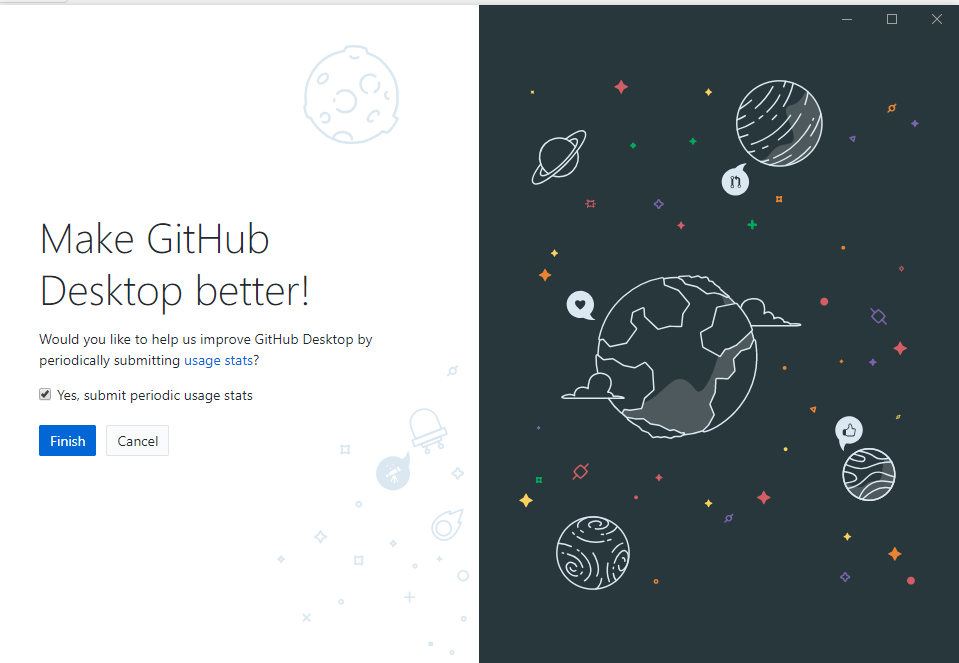 Make GitHub
Desktop better!
Would you like to help us improve GitHub Desktop by
periodically submitting usage stats?
Yes, submit periodic usage stats
Finish
Cancel